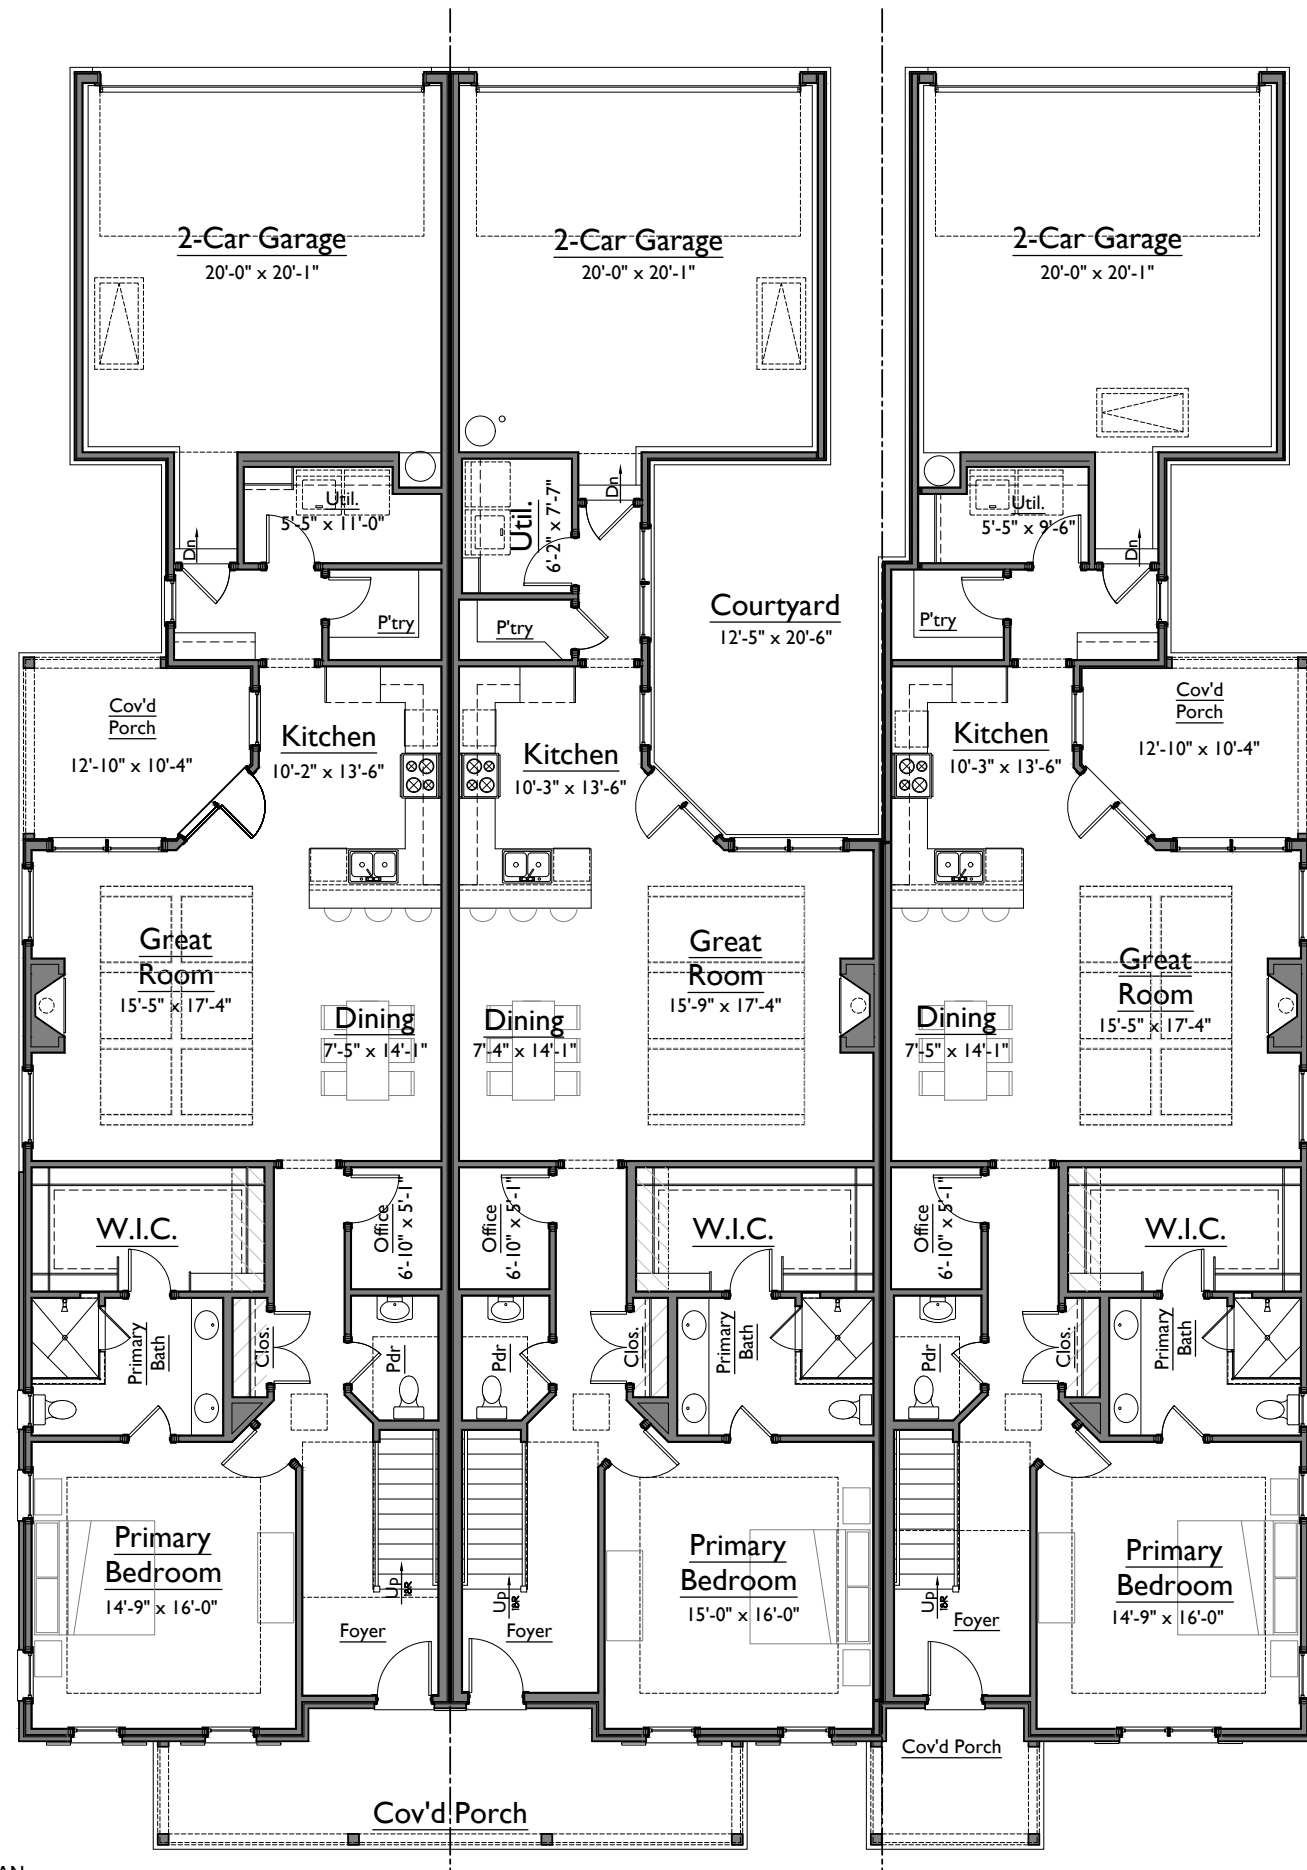 2-Car Garage
20'-0" x 20'-1"
2-Car Garage
20'-0" x 20'-1"
2-Car Garage
20'-0" x 20'-1"
Util.
5'-5" x 11'-0"
Dn
Util.
6'-2" x 7'-7"
Dn
Util.
5'-5" x 9'-6"
Dn
P'try
P'try
Courtyard
12'-5" x 20'-6"
P'try
Cov'd
Porch
12'-10" x 10'-4"
Kitchen
10'-2" x 13'-6"
Kitchen
10'-3" x 13'-6"
Kitchen
10'-3" x 13'-6"
Cov'd
Porch
12'-10" x 10'-4"
Great
Room
15'-5" x 17'-4"
Dining
7'-5" x 14'-1"
Dining
7'-4" x 14'-1"
Great
Room
15'-9" x 17'-4"
Dining
7'-5" x 14'-1"
Great
Room
15'-5" x 17'-4"
W.I.C.
Office
6'-10" x 5'-1"
Office
6'-10" x 5'-1"
W.I.C.
Office
6'-10" x 5'-1"
W.I.C.
Primary
Bath
Clos.
Pdr
Pdr
Clos.
Primary
Bath
Pdr
Clos.
Primary
Bath
Primary
Bedroom
14'-9" x 16'-0"
Up
18R
Foyer
Up
18R
Foyer
Primary
Bedroom
15'-0" x 16'-0"
Up
18R
Foyer
Primary
Bedroom
14'-9" x 16'-0"
Cov'd Porch
Cov'd Porch